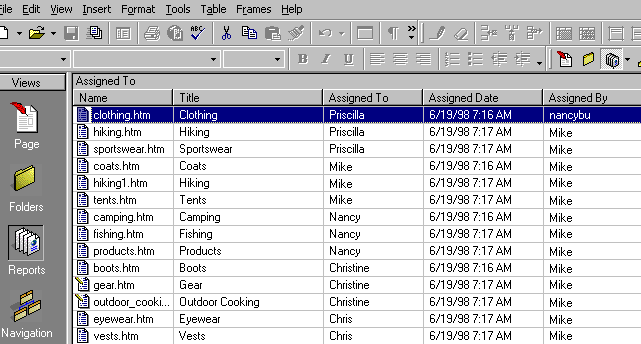 File Edit View Insert Format Tools Table Frames Help
ABC
B I U
Views
Page
Folders
Reports
Navigation
Assigned To
Name Title Assigned To Assigned Date Assigned By
clothing.htm Clothing Priscilla 6/19/98 7:16 AM nancybu
hiking.htm Hiking Priscilla 6/19/98 7:17 AM Mike
sportswear.htm Sportswear Priscilla 6/19/98 7:17 AM Mike
coats.htm Coats Mike 6/19/98 7:16 AM Mike
hiking1.htm Hiking Mike 6/19/98 7:17 AM Mike
tents.htm Tents Mike 6/19/98 7:17 AM Mike
camping.htm Camping Nancy 6/19/98 7:16 AM Mike
fishing.htm Fishing Nancy 6/19/98 7:17 AM Mike
products.htm Products Nancy 6/19/98 7:17 AM Mike
boots.htm Boots Christine 6/19/98 7:16 AM Mike
gear.htm Gear Christine 6/19/98 7:17 AM Mike
outdoor_cooki... Outdoor Cooking Christine 6/19/98 7:17 AM Mike
eyewear.htm Eyewear Chris 6/19/98 7:17 AM Mike
vests.htm Vests Chris 6/19/98 7:17 AM Mike